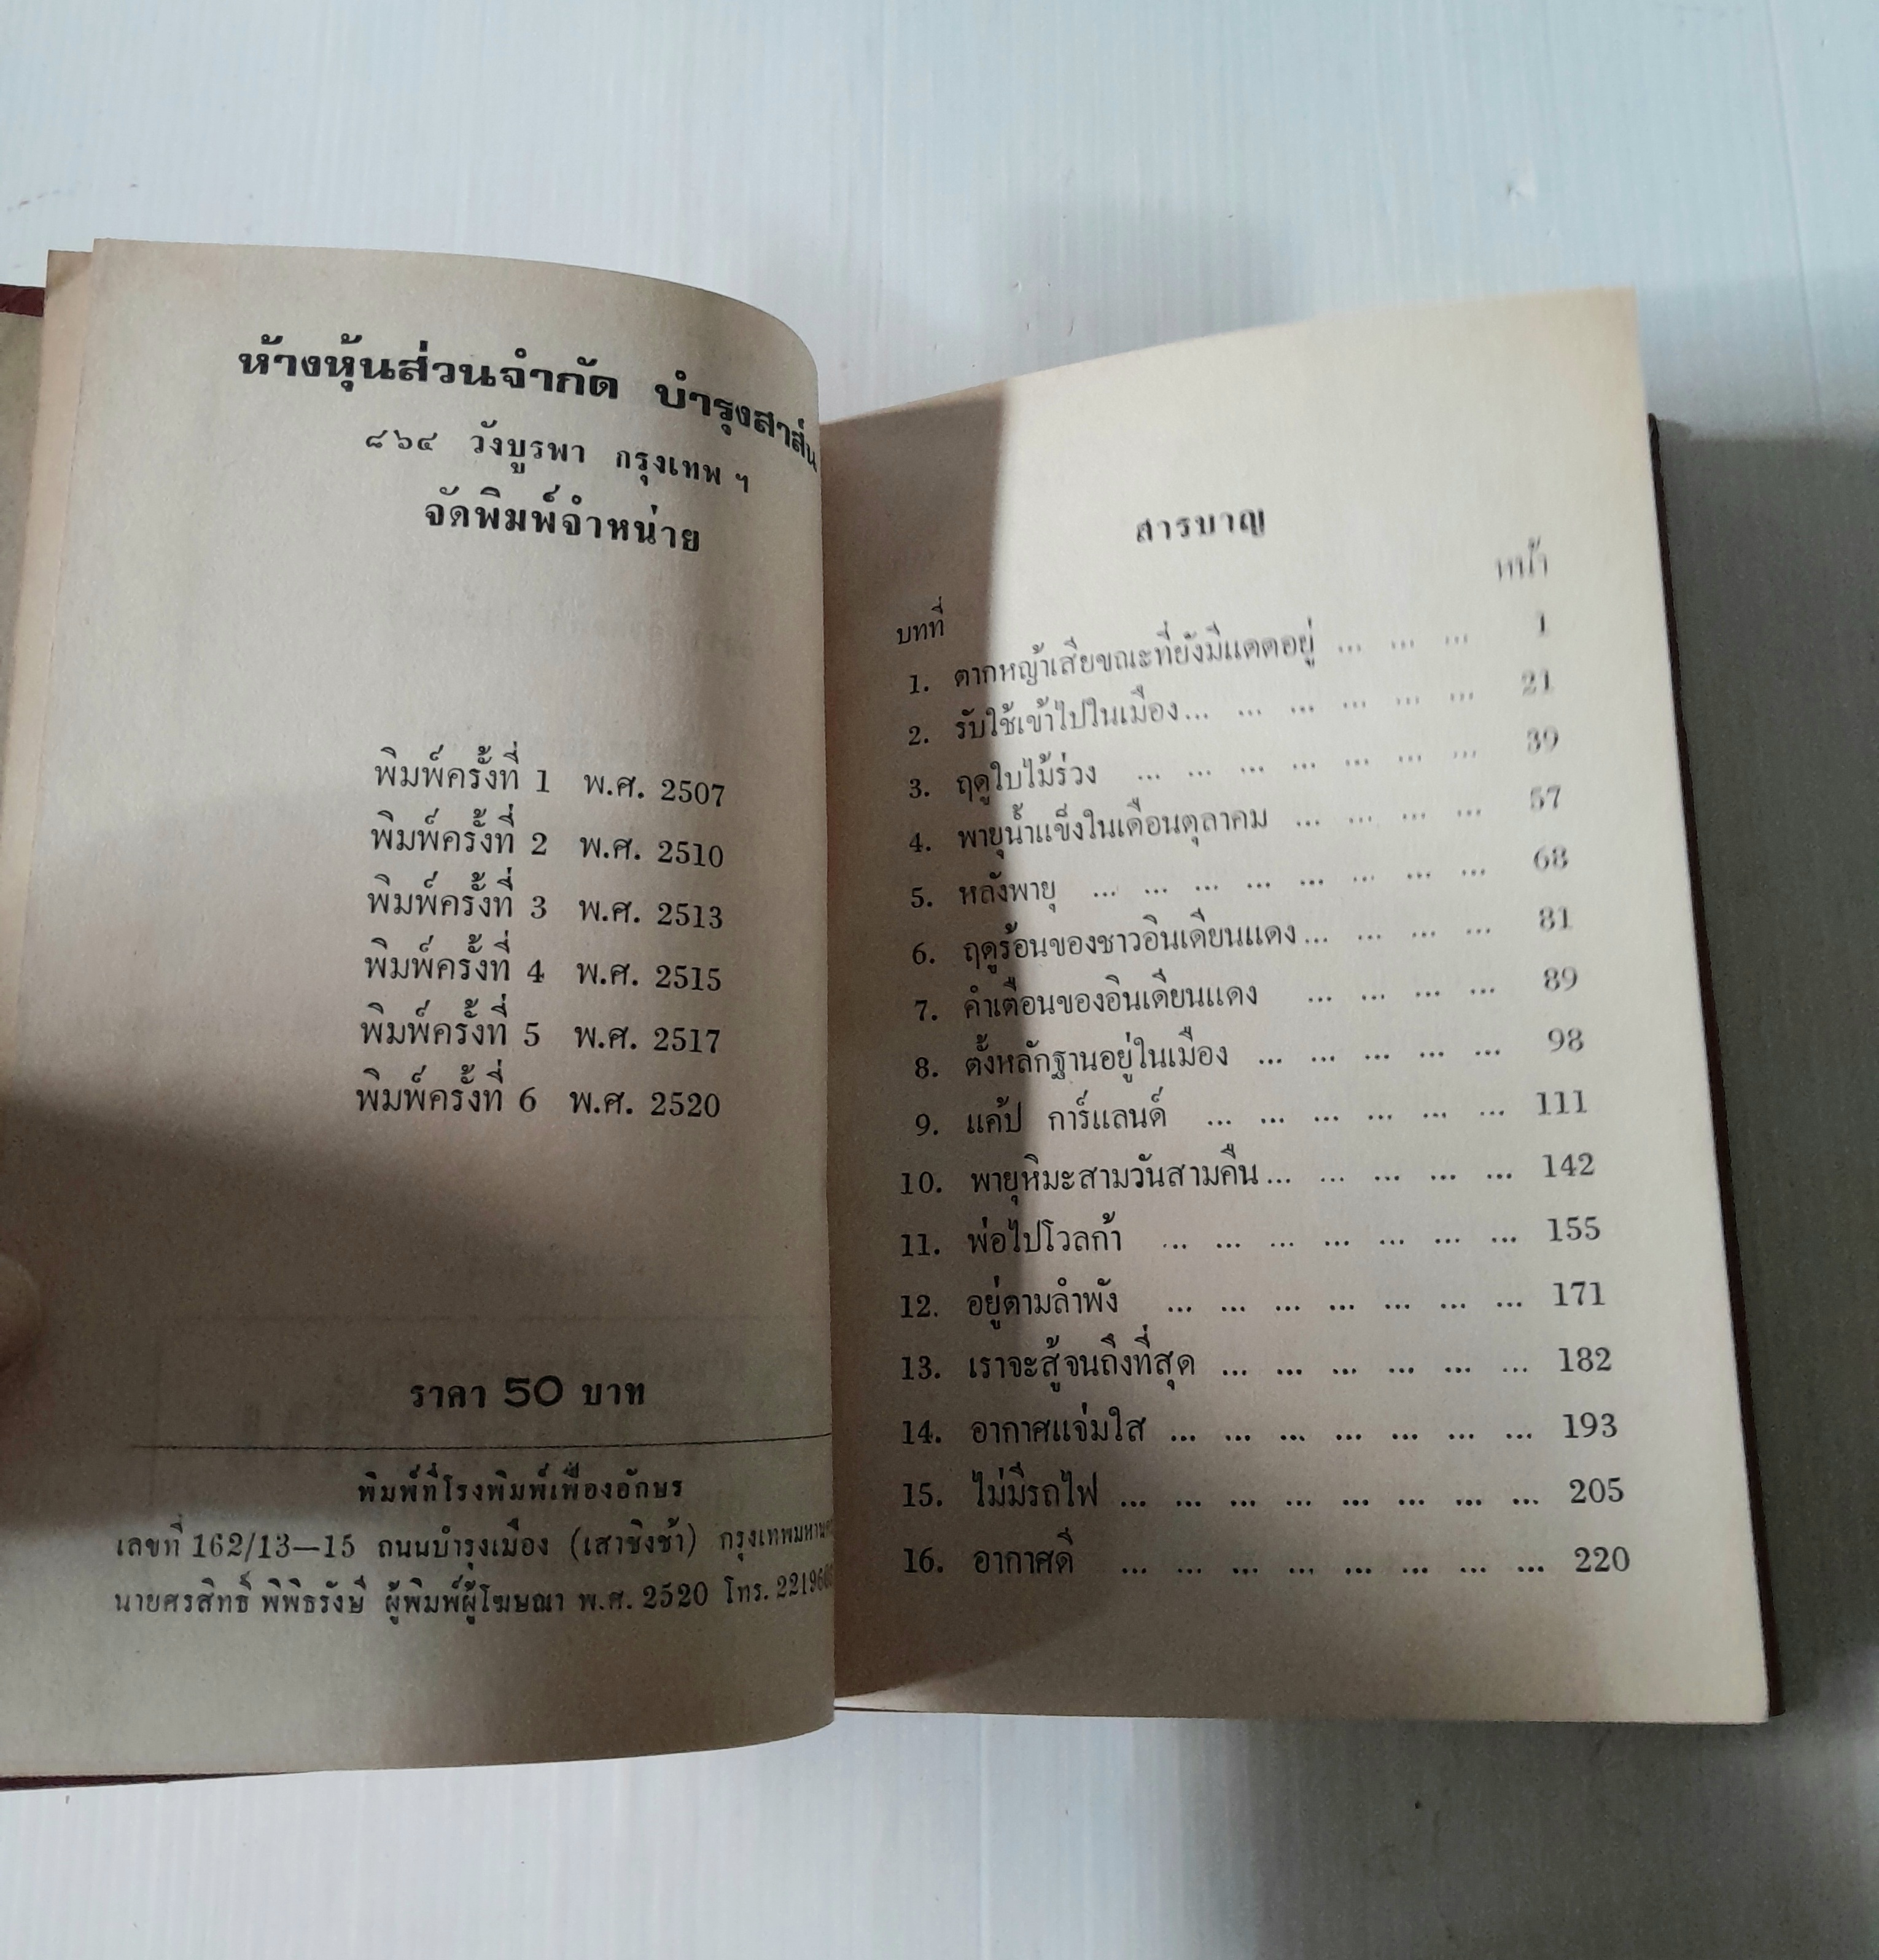 ห้างหุ้นส่วนจำกัด บำรุงสาส์น
๘๖๔ วังบูรพา กรุงเทพ ฯ
จัดพิมพ์จำหน่าย
พิมพ์ครั้งที่ 1 พ.ศ. 2507
พิมพ์ครั้งที่ 2 พ.ศ. 2510
พิมพ์ครั้งที่ 3 พ.ศ. 2513
พิมพ์ครั้งที่ 4 พ.ศ. 2515
พิมพ์ครั้งที่ 5 พ.ศ. 2517
พิมพ์ครั้งที่ 6 พ.ศ. 2520
ราคา 50 บาท
พิมพ์ที่โรงพิมพ์เฟื่องอักษร
เลขที่ 162/13—15 ถนนบำรุงเมือง (เสาชิงช้า)
นายศรสิทธิ์ พิพิธรังษี ผู้พิมพ์ผู้โฆษณา พ.ศ. 2520 โทร.
สารบาญ
หน้า
บทที่
1. ตากหญ้าเสียขณะที่ยังมีแดดอยู่ ... ... ... 1
2. รับใช้เข้าไปในเมือง... ... ... ... ... ... 21
3. ฤดูใบไม้ร่วง ... ... ... ... ... ... ... 39
4. พายุน้ำแข็งในเดือนตุลาคม ... ... ... ... 57
5. หลังพายุ ... ... ... ... ... ... ... ... 68
6. ฤดูร้อนของชาวอินเดียนแดง... ... ... ... 81
7. คำเตือนของอินเดียนแดง ... ... ... ... 89
8. ตั้งหลักฐานอยู่ในเมือง ... ... ... ... ... 98
9. แค้ป การ์แลนด์ ... ... ... ... ... ... 111
10. พายุหิมะสามวันสามคืน... ... ... ... ... 142
11. พ่อไปโวลก้า ... ... ... ... ... ... ... 155
12. อยู่ตามลำพัง ... ... ... ... ... ... ... 171
13. เราจะสู้จนถึงที่สุด ... ... ... ... ... ... 182
14. อากาศแจ่มใส ... ... ... ... ... ... ... 193
15. ไม่มีรถไฟ ... ... ... ... ... ... ... ... 205
16. อากาศดี ... ... ... ... ... ... ... ... 220